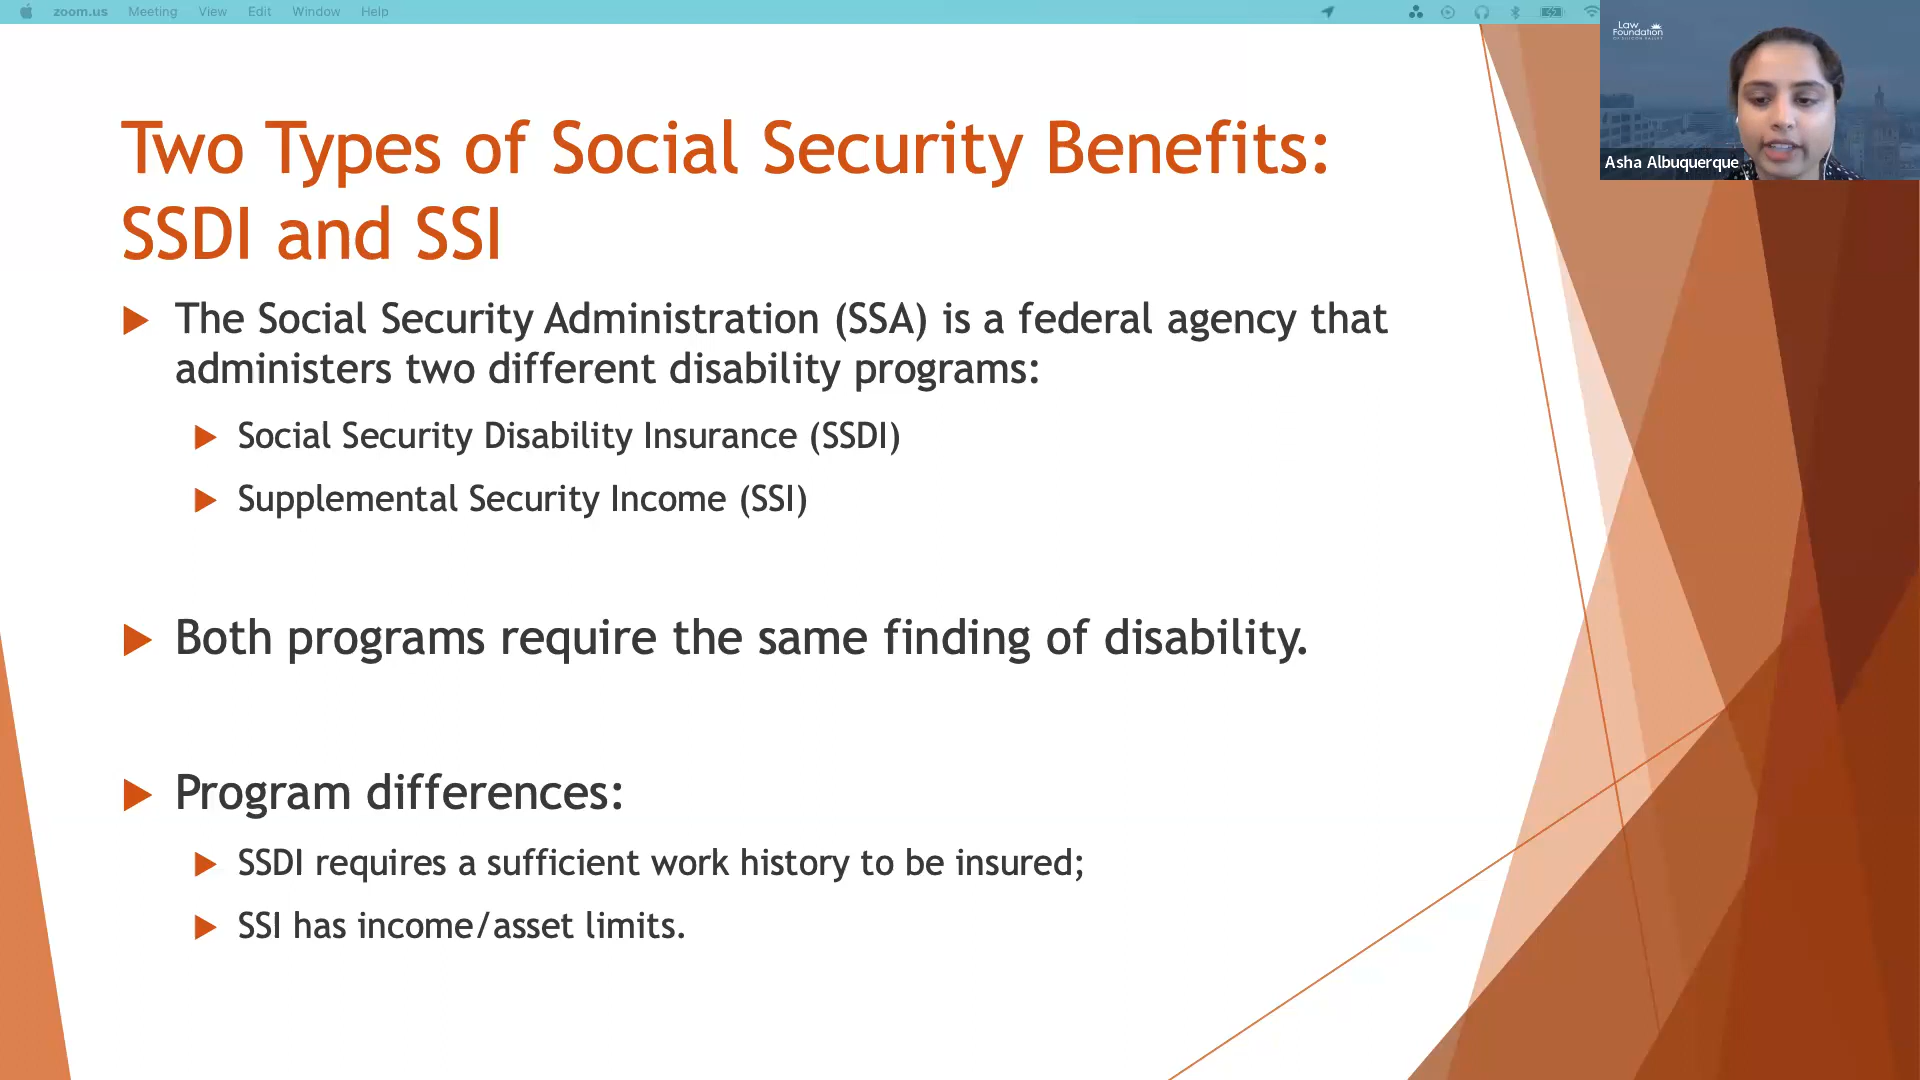 zoom.us Meeting View Edit Window Help
Law
Foundation
OF SILICON VALLEY
Asha Albuquerque
Two Types of Social Security Benefits:
SSDI and SSI
The Social Security Administration (SSA) is a federal agency that
administers two different disability programs:
Social Security Disability Insurance (SSDI)
Supplemental Security Income (SSI)
Both programs require the same finding of disability.
Program differences:
SSDI requires a sufficient work history to be insured;
SSI has income/asset limits.